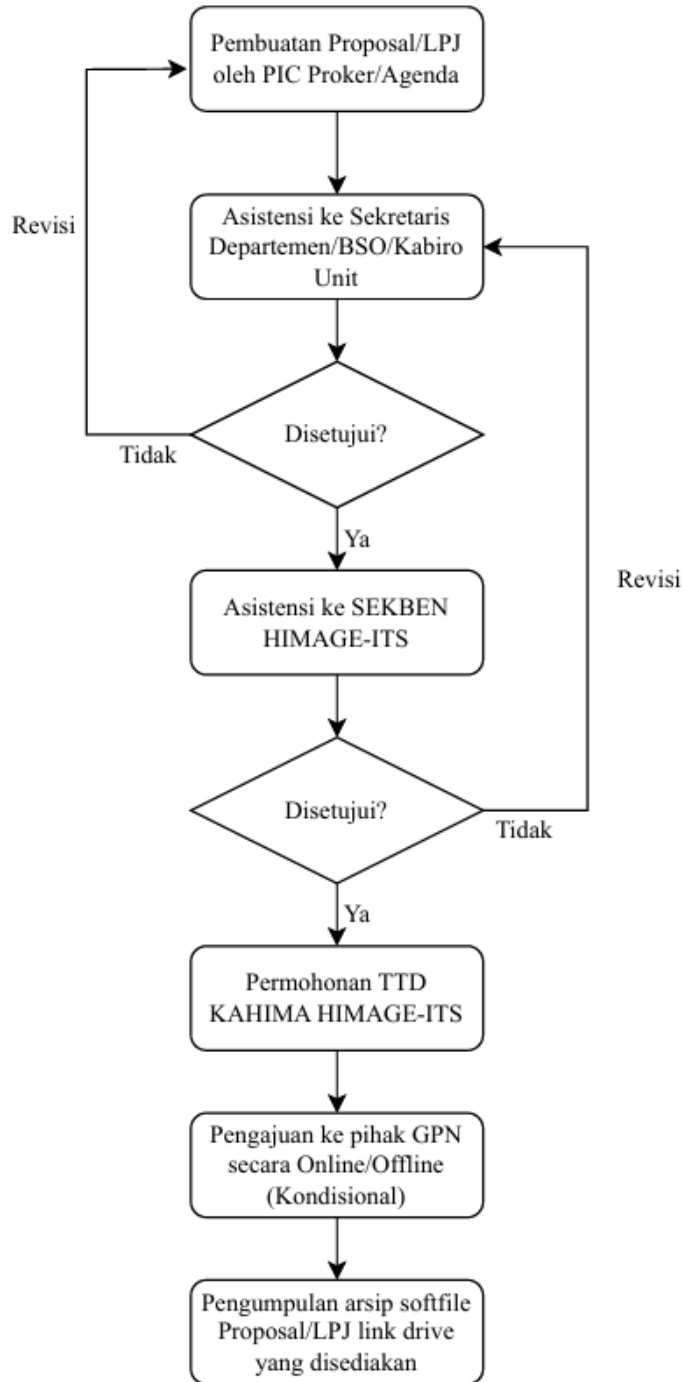 Pembuatan Proposal/LPJ
oleh PIC Proker/Agenda
Revisi
Asistensi ke Sekretaris
Departemen/BSO/Kabiro
Unit
Disetujui?
Tidak
Ya
Asistensi ke SEKBEN
HIMAGE-ITS
Revisi
Disetujui?
Tidak
Ya
Permohonan TTD
KAHIMA HIMAGE-ITS
Pengajuan ke pihak GPN
secara Online/Offline
(Kondisional)
Pengumpulan arsip softfile
Proposal/LPJ link drive
yang disediakan